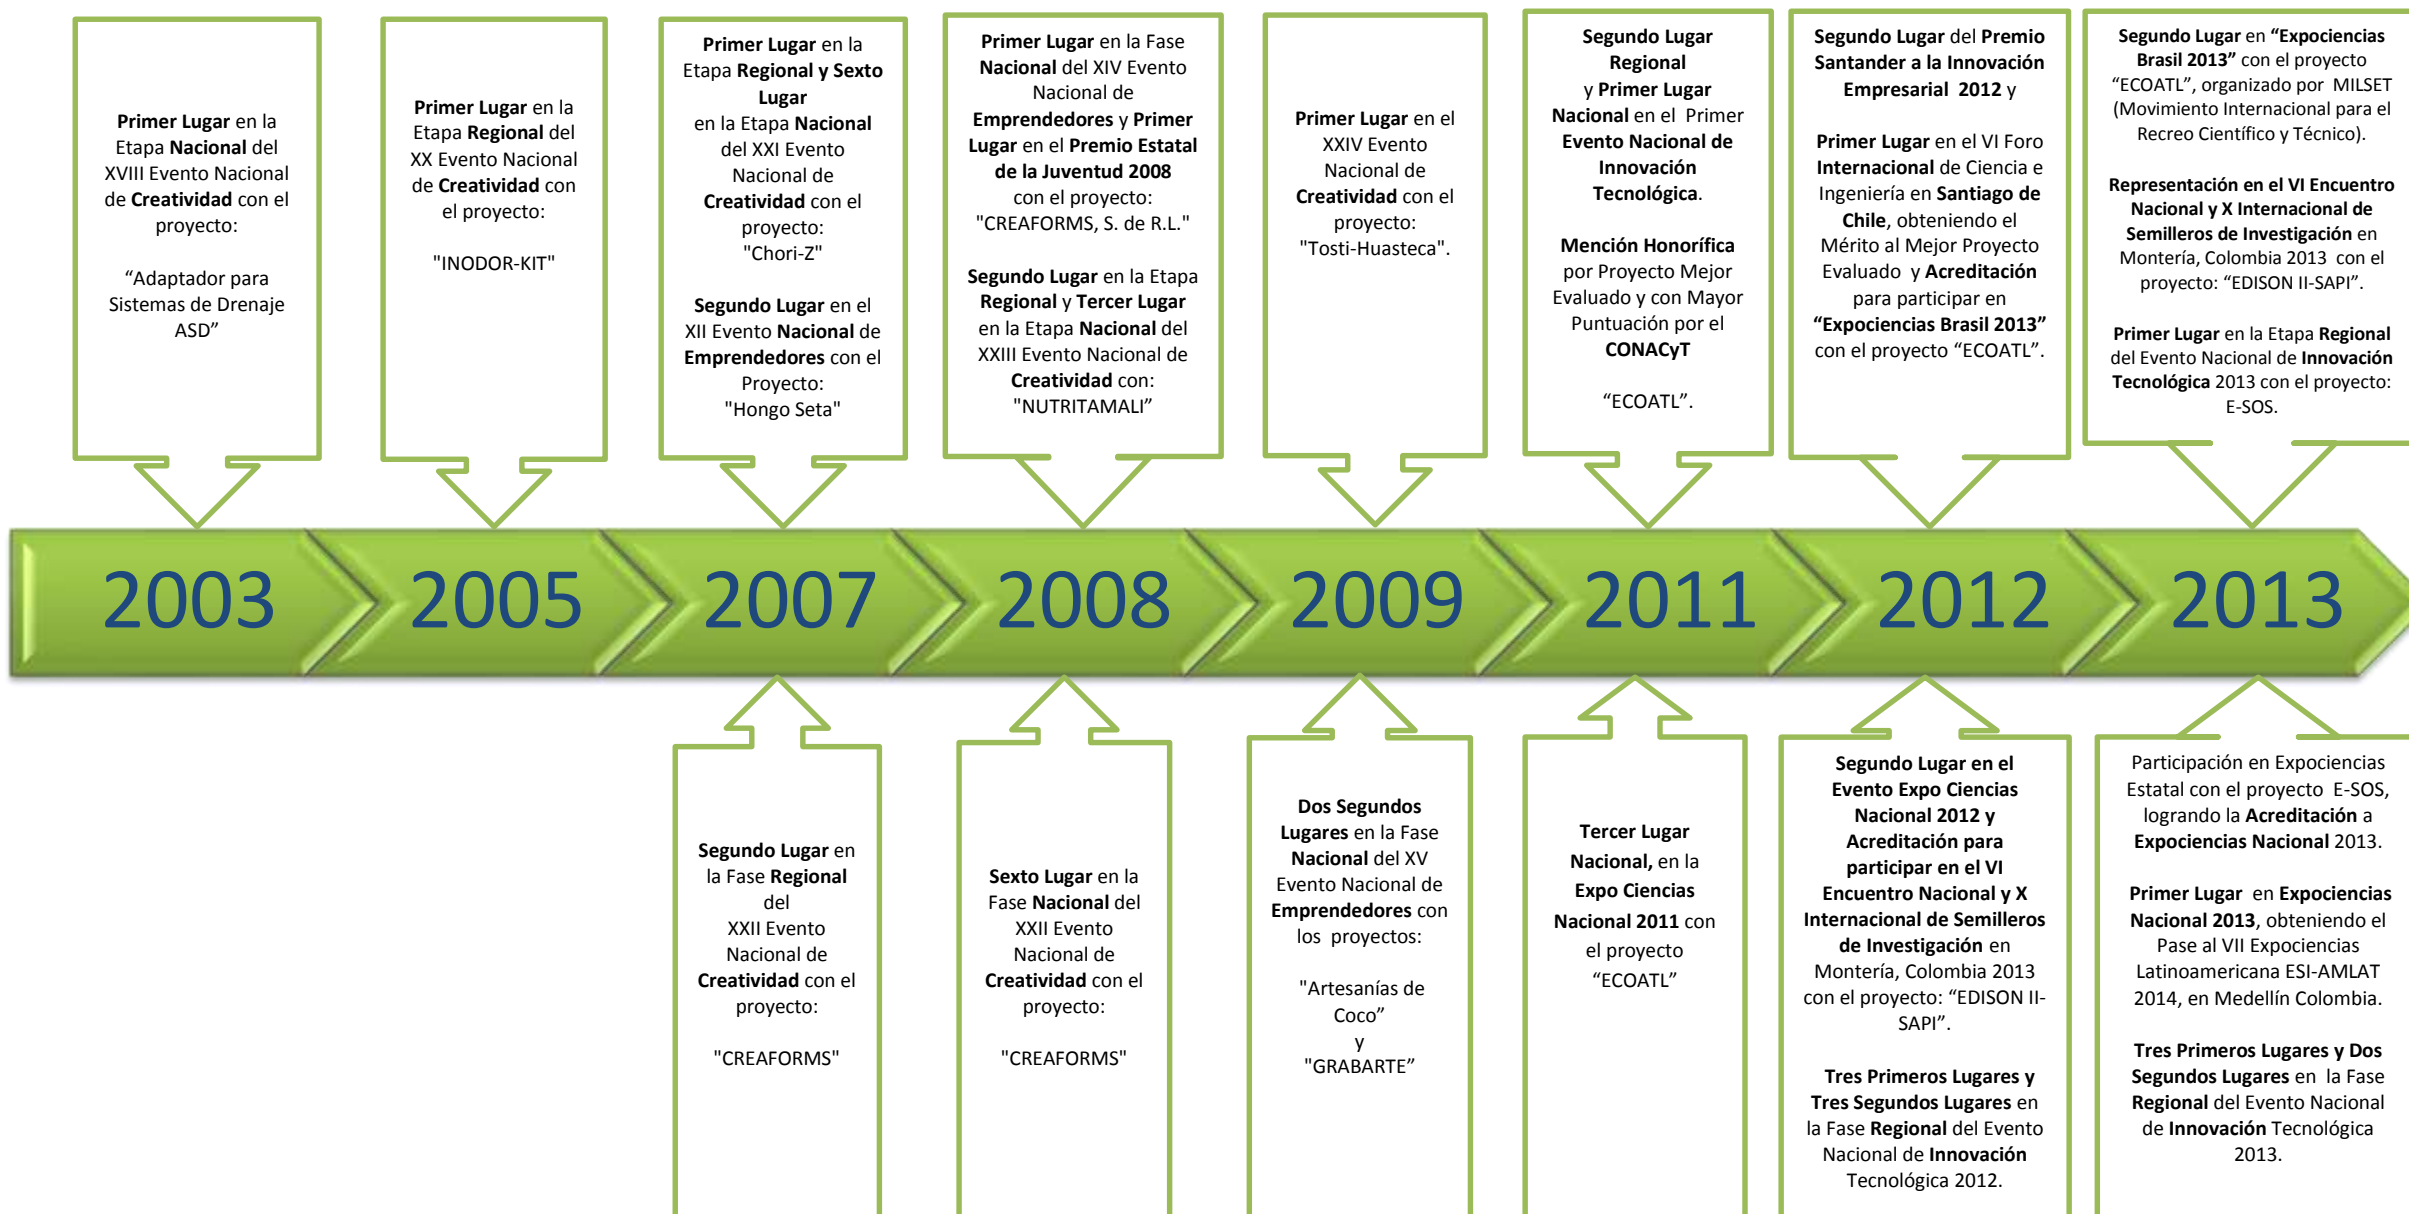 Primer Lugar en la
Etapa Nacional del
XVIII Evento Nacional
de Creatividad con el
proyecto:
“Adaptador para
Sistemas de Drenaje
ASD”
Primer Lugar en la
Etapa Regional del
XX Evento Nacional
de Creatividad con
el proyecto:
"INODOR-KIT"
Primer Lugar en la
Etapa Regional y Sexto
Lugar
en la Etapa Nacional
del XXI Evento
Nacional de
Creatividad con el
proyecto:
"Chori-Z"
Segundo Lugar en el
XII Evento Nacional de
Emprendedores con el
Proyecto:
"Hongo Seta"
Primer Lugar en la Fase
Nacional del XIV Evento
Nacional de
Emprendedores y Primer
Lugar en el Premio Estatal
de la Juventud 2008
con el proyecto:
"CREAFORMS, S. de R.L."
Segundo Lugar en la Etapa
Regional y Tercer Lugar
en la Etapa Nacional del
XXIII Evento Nacional de
Creatividad con:
"NUTRITAMALI”
Primer Lugar en el
XXIV Evento
Nacional de
Creatividad con el
proyecto:
"Tosti-Huasteca".
Segundo Lugar
Regional
y Primer Lugar
Nacional en el Primer
Evento Nacional de
Innovación
Tecnológica.
Mención Honorífica
por Proyecto Mejor
Evaluado y con Mayor
Puntuación por el
CONACyT
“ECOATL”.
Segundo Lugar del Premio
Santander a la Innovación
Empresarial 2012 y
Primer Lugar en el VI Foro
Internacional de Ciencia e
Ingeniería en Santiago de
Chile, obteniendo el
Mérito al Mejor Proyecto
Evaluado y Acreditación
para participar en
“Expociencias Brasil 2013”
con el proyecto “ECOATL”.
Segundo Lugar en “Expociencias
Brasil 2013” con el proyecto
“ECOATL”, organizado por MILSET
(Movimiento Internacional para el
Recreo Científico y Técnico).
Representación en el VI Encuentro
Nacional y X Internacional de
Semilleros de Investigación en
Montería, Colombia 2013 con el
proyecto: “EDISON II-SAPI”.
Primer Lugar en la Etapa Regional
del Evento Nacional de Innovación
Tecnológica 2013 con el proyecto:
E-SOS.
2003
2005
2007
2008
2009
2011
2012
2013
Segundo Lugar en
la Fase Regional
del
XXII Evento
Nacional de
Creatividad con el
proyecto:
"CREAFORMS"
Sexto Lugar en la
Fase Nacional del
XXII Evento
Nacional de
Creatividad con el
proyecto:
"CREAFORMS"
Dos Segundos
Lugares en la Fase
Nacional del XV
Evento Nacional de
Emprendedores con
los proyectos:
"Artesanías de
Coco”
y
"GRABARTE”
Tercer Lugar
Nacional, en la
Expo Ciencias
Nacional 2011 con
el proyecto
“ECOATL”
Segundo Lugar en el
Evento Expo Ciencias
Nacional 2012 y
Acreditación para
participar en el VI
Encuentro Nacional y X
Internacional de Semilleros
de Investigación en
Montería, Colombia 2013
con el proyecto: “EDISON II-
SAPI”.
Tres Primeros Lugares y
Tres Segundos Lugares en
la Fase Regional del Evento
Nacional de Innovación
Tecnológica 2012.
Participación en Expociencias
Estatal con el proyecto E-SOS,
logrando la Acreditación a
Expociencias Nacional 2013.
Primer Lugar en Expociencias
Nacional 2013, obteniendo el
Pase al VII Expociencias
Latinoamericana ESI-AMLAT
2014, en Medellín Colombia.
Tres Primeros Lugares y Dos
Segundos Lugares en la Fase
Regional del Evento Nacional
de Innovación Tecnológica
2013.